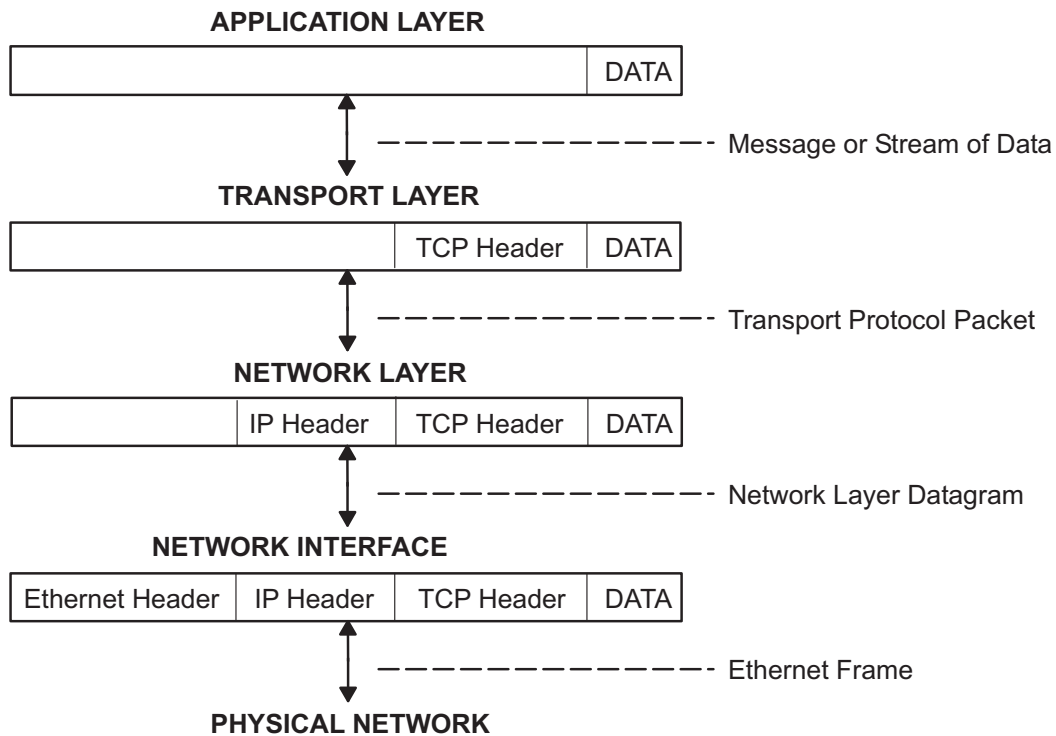 APPLICATION LAYER
DATA
Message or Stream of Data
TRANSPORT LAYER
TCP Header DATA
Transport Protocol Packet
NETWORK LAYER
IP Header TCP Header DATA
Network Layer Datagram
NETWORK INTERFACE
Ethernet Header IP Header TCP Header DATA
Ethernet Frame
PHYSICAL NETWORK